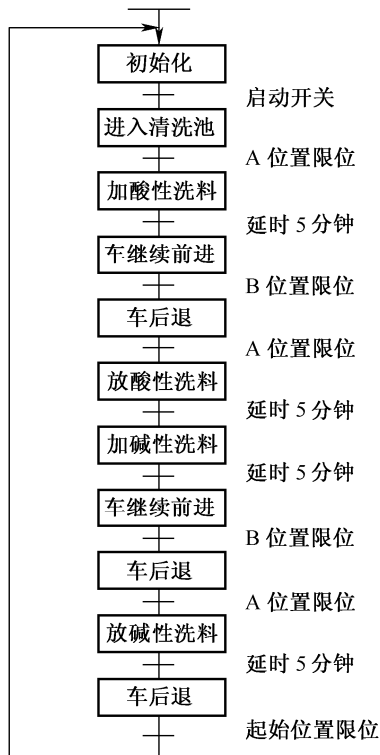 初始化
启动开关
进入清洗池
A 位置限位
加酸性洗料
延时 5 分钟
车继续前进
B 位置限位
车后退
A 位置限位
放酸性洗料
延时 5 分钟
加碱性洗料
延时 5 分钟
车继续前进
B 位置限位
车后退
A 位置限位
放碱性洗料
延时 5 分钟
车后退
起始位置限位